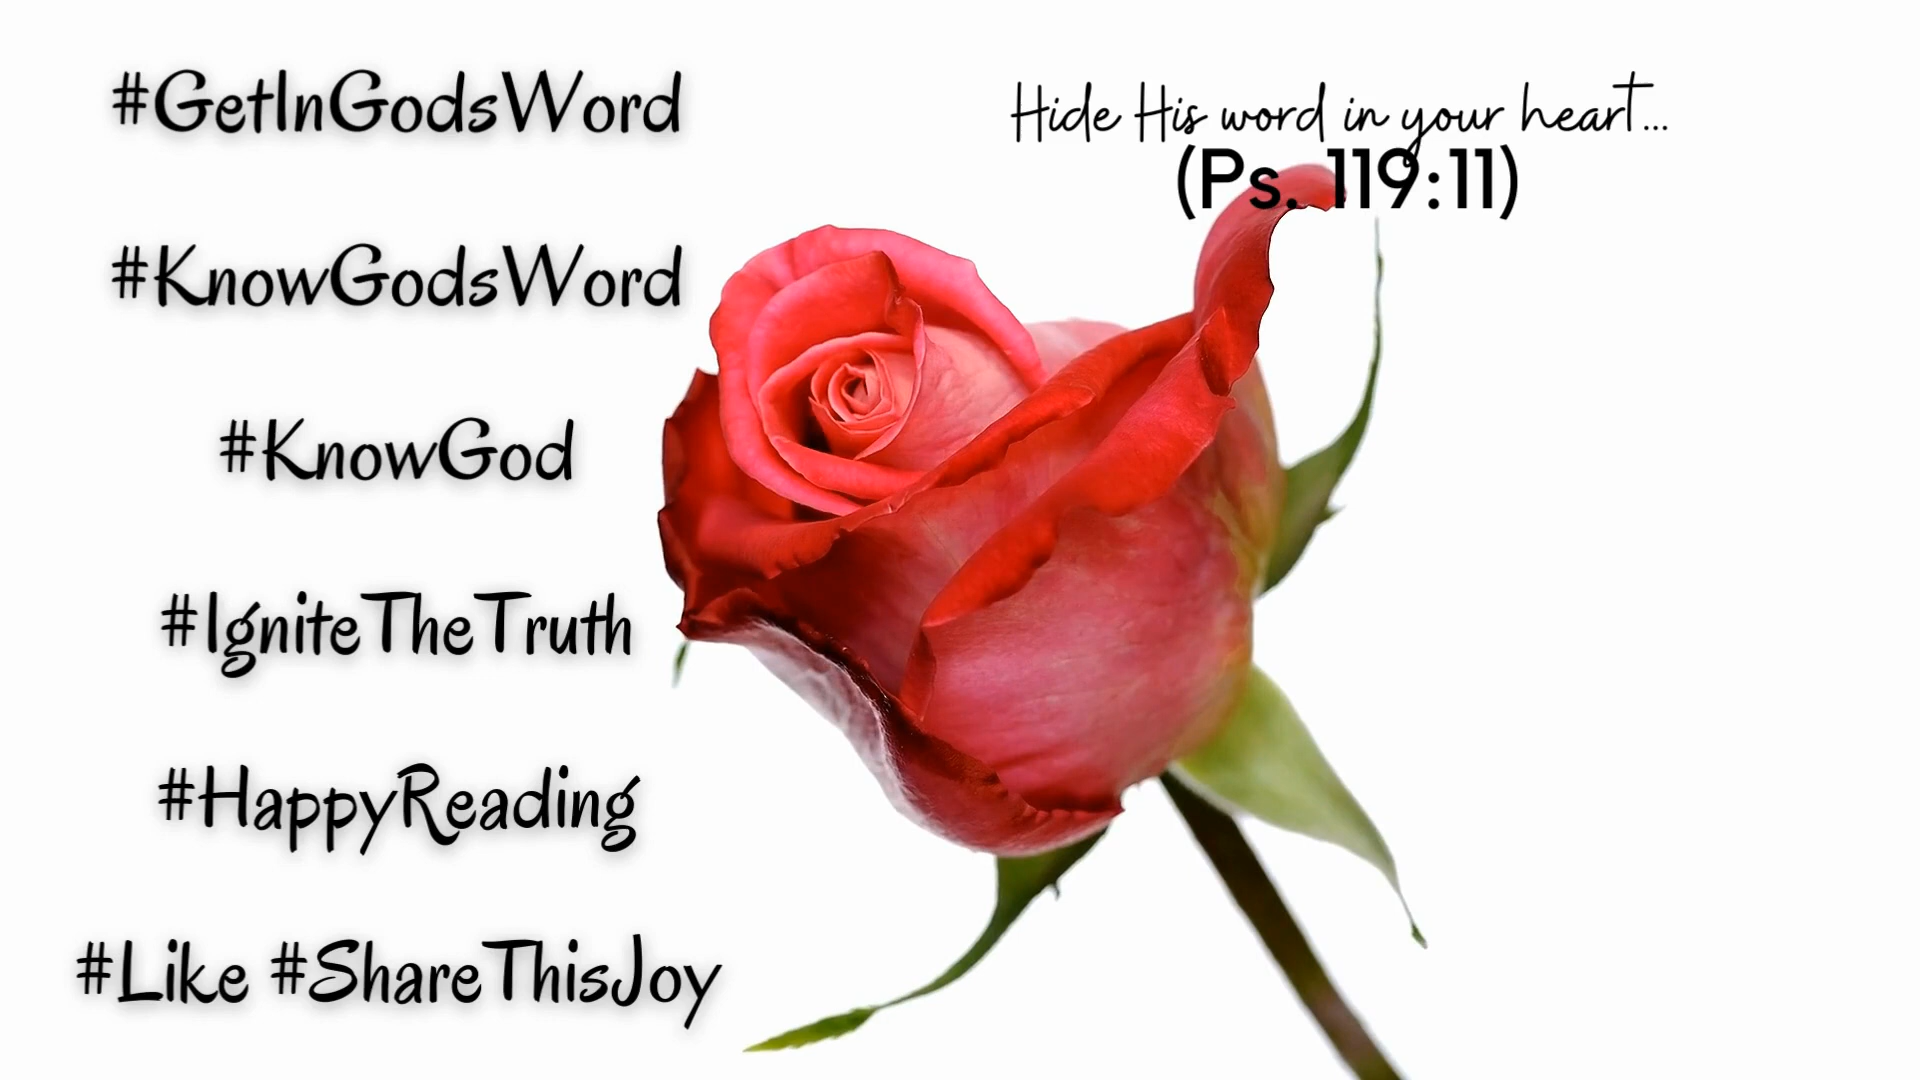 #GetInGodsWord
#KnowGodsWord
#KnowGod
#IgniteTheTruth
#HappyReading
#Like #ShareThisJoy
Hide His word in your heart...
(Ps. 119:11)